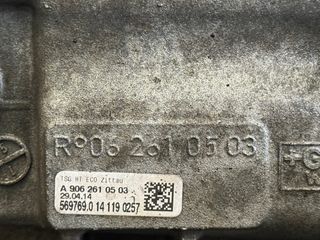 R°06 261 05 03
TSG HT ECO Zittau
A 906 261 05 03
29.04.14
569769.0 14 119 0257